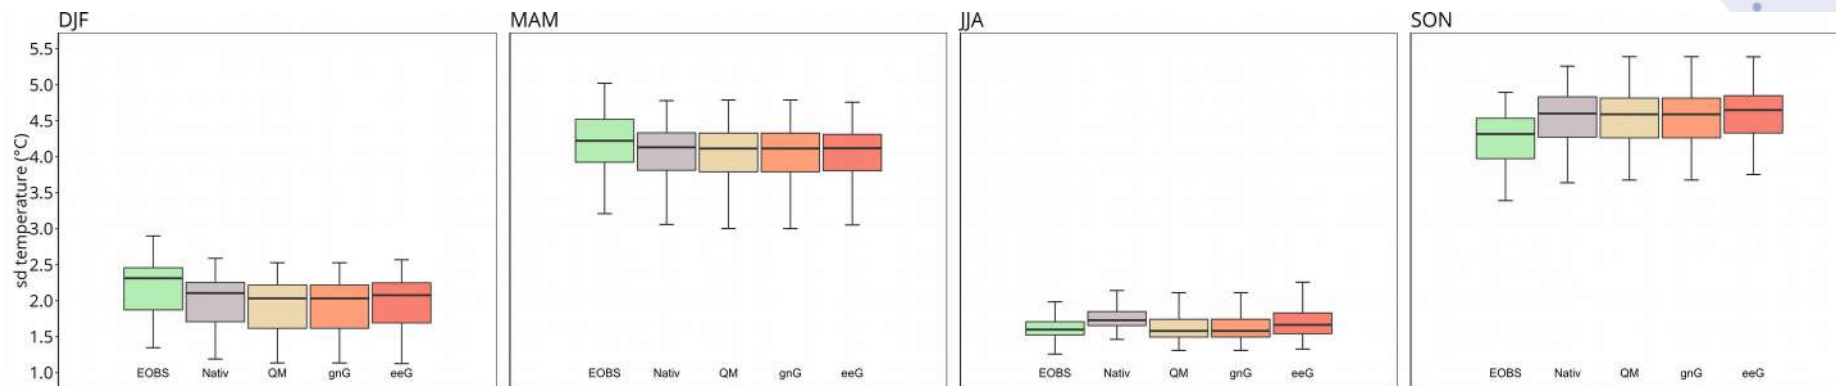 DJF
MAM
JJA
SON
sd temperature (°C)
5.5
5.0
4.5
4.0
3.5
3.0
2.5
2.0
1.5
1.0
EOBS Nativ QM gnG eeG
EOBS Nativ QM gnG eeG
EOBS Nativ QM gnG eeG
EOBS Nativ QM gnG eeG